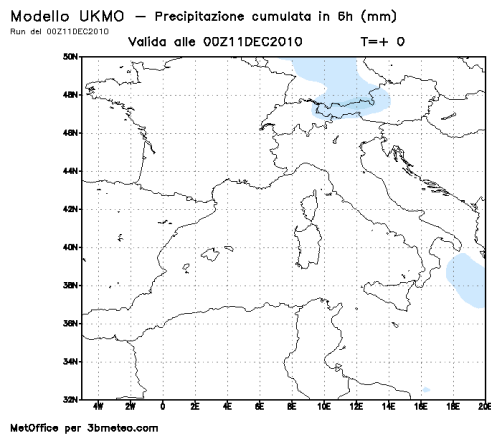 Modello UKMO – Precipitazione cumulata in 6h (mm)
Run del 00Z11DEC2010
Valida alle 00Z11DEC2010 T=+ 0
50N
48N
46N
44N
42N
40N
38N
36N
34N
32N
4W 2W 0 2E 4E 6E 8E 10E 12E 14E 16E 18E 20E
MetOffice per 3bmeteo.com